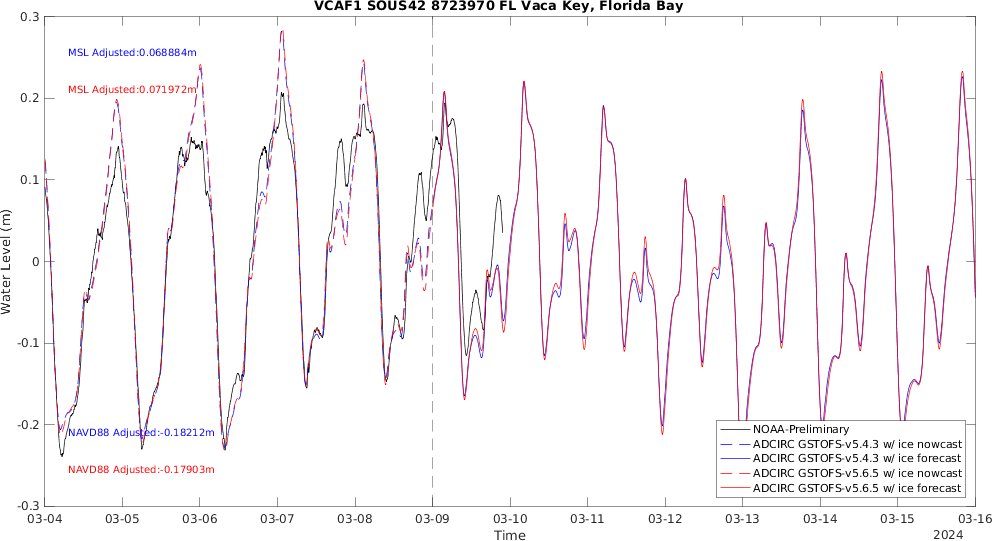 VCAF1 SOUS42 8723970 FL Vaca Key, Florida Bay
0.3
0.2
0.1
0
-0.1
-0.2
-0.3
Water Level (m)
MSL Adjusted:0.068884m
MSL Adjusted:0.071972m
NAVD88 Adjusted:-0.18212m
NAVD88 Adjusted:-0.17903m
NOAA-Preliminary
ADCIRC GSTOFS-v5.4.3 w/ ice nowcast
ADCIRC GSTOFS-v5.4.3 w/ ice forecast
ADCIRC GSTOFS-v5.6.5 w/ ice nowcast
ADCIRC GSTOFS-v5.6.5 w/ ice forecast
03-04 03-05 03-06 03-07 03-08 03-09 03-10 03-11 03-12 03-13 03-14 03-15 03-16
Time
2024